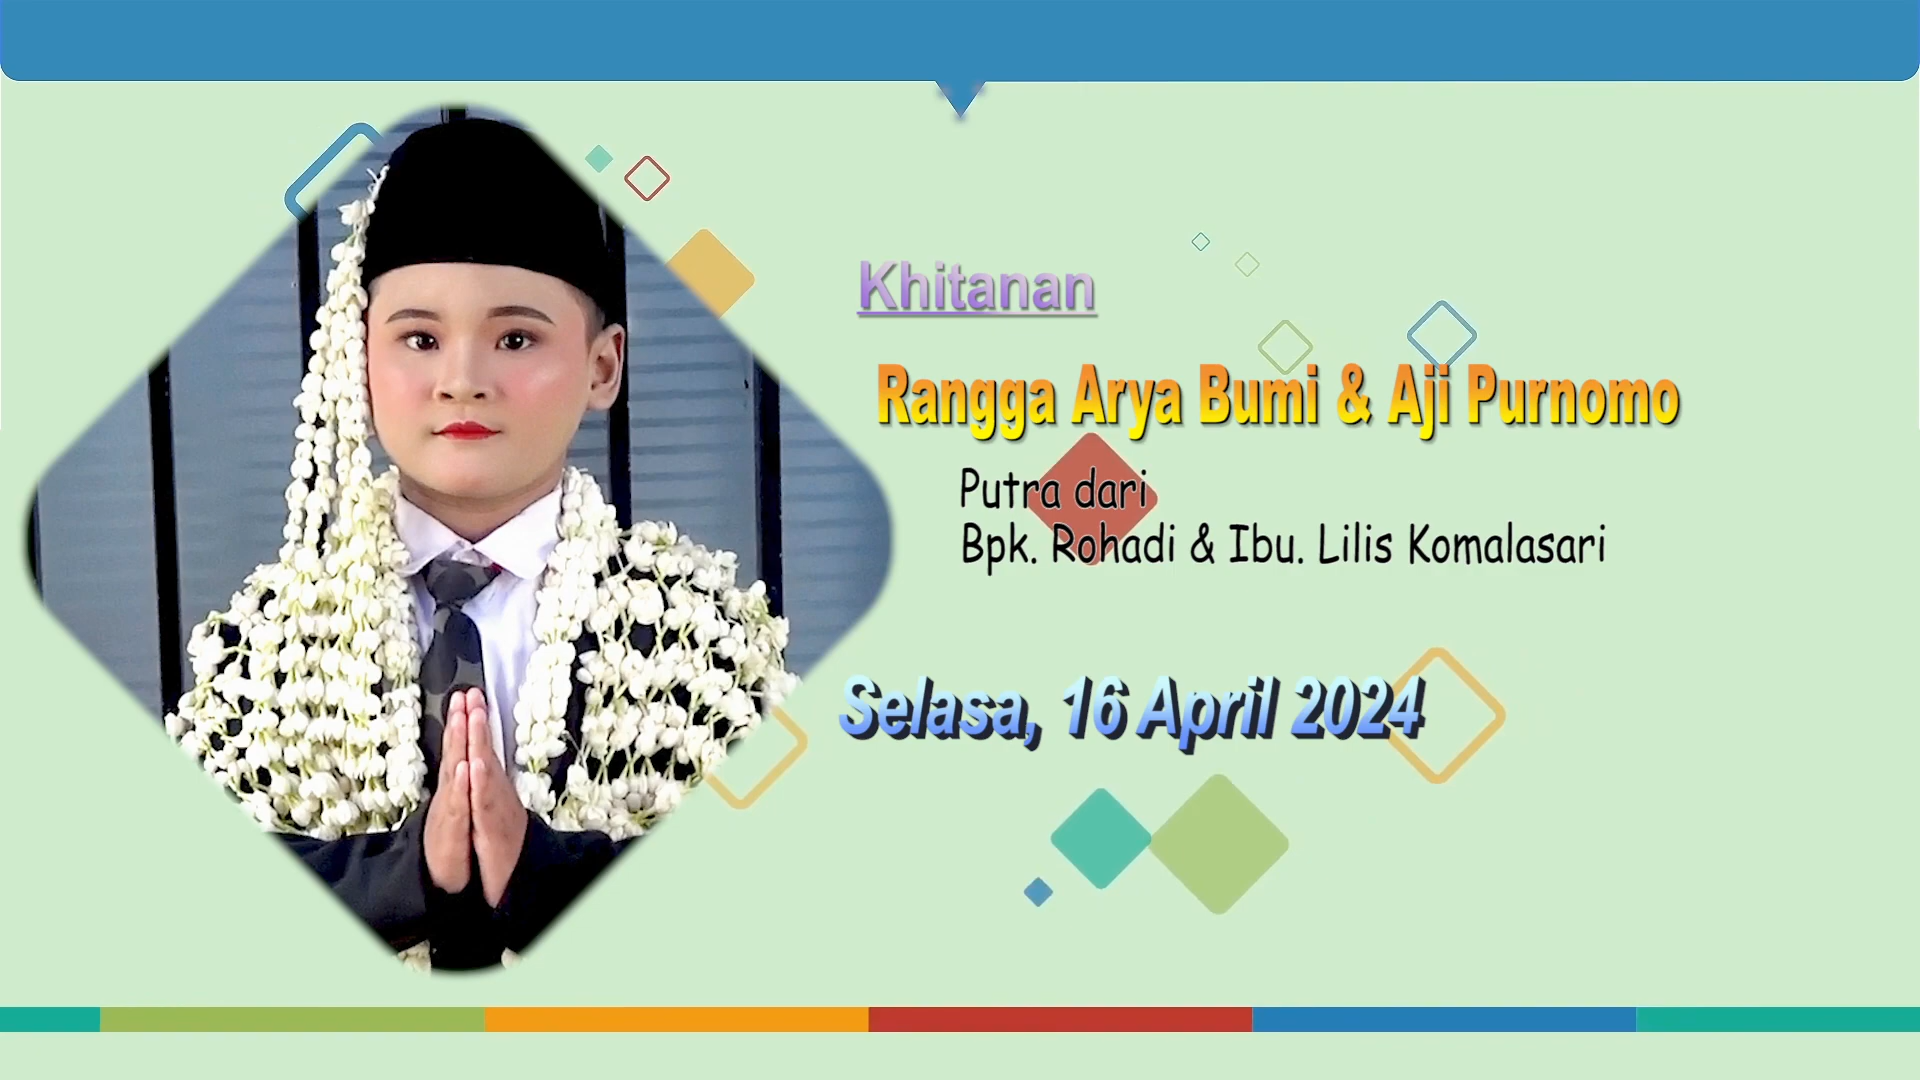 Khitanan
Rangga Arya Bumi & Aji Purnomo
Putra dari
Bpk. Rohadi & Ibu. Lilis Komalasari
Selasa, 16 April 2024